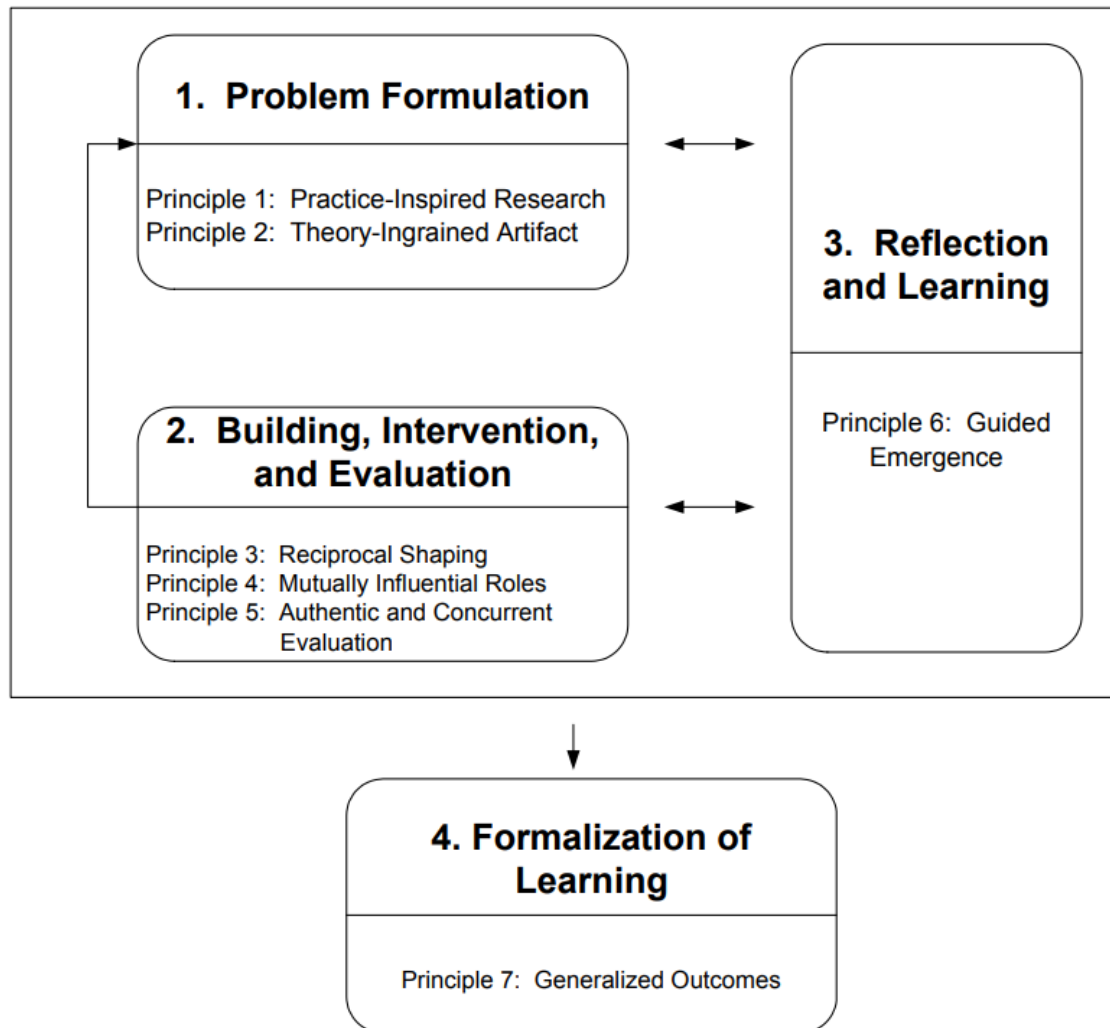 1. Problem Formulation
Principle 1: Practice-Inspired Research
Principle 2: Theory-Ingrained Artifact
2. Building, Intervention,
and Evaluation
Principle 3: Reciprocal Shaping
Principle 4: Mutually Influential Roles
Principle 5: Authentic and Concurrent
Evaluation
3. Reflection
and Learning
Principle 6: Guided
Emergence
4. Formalization of
Learning
Principle 7: Generalized Outcomes